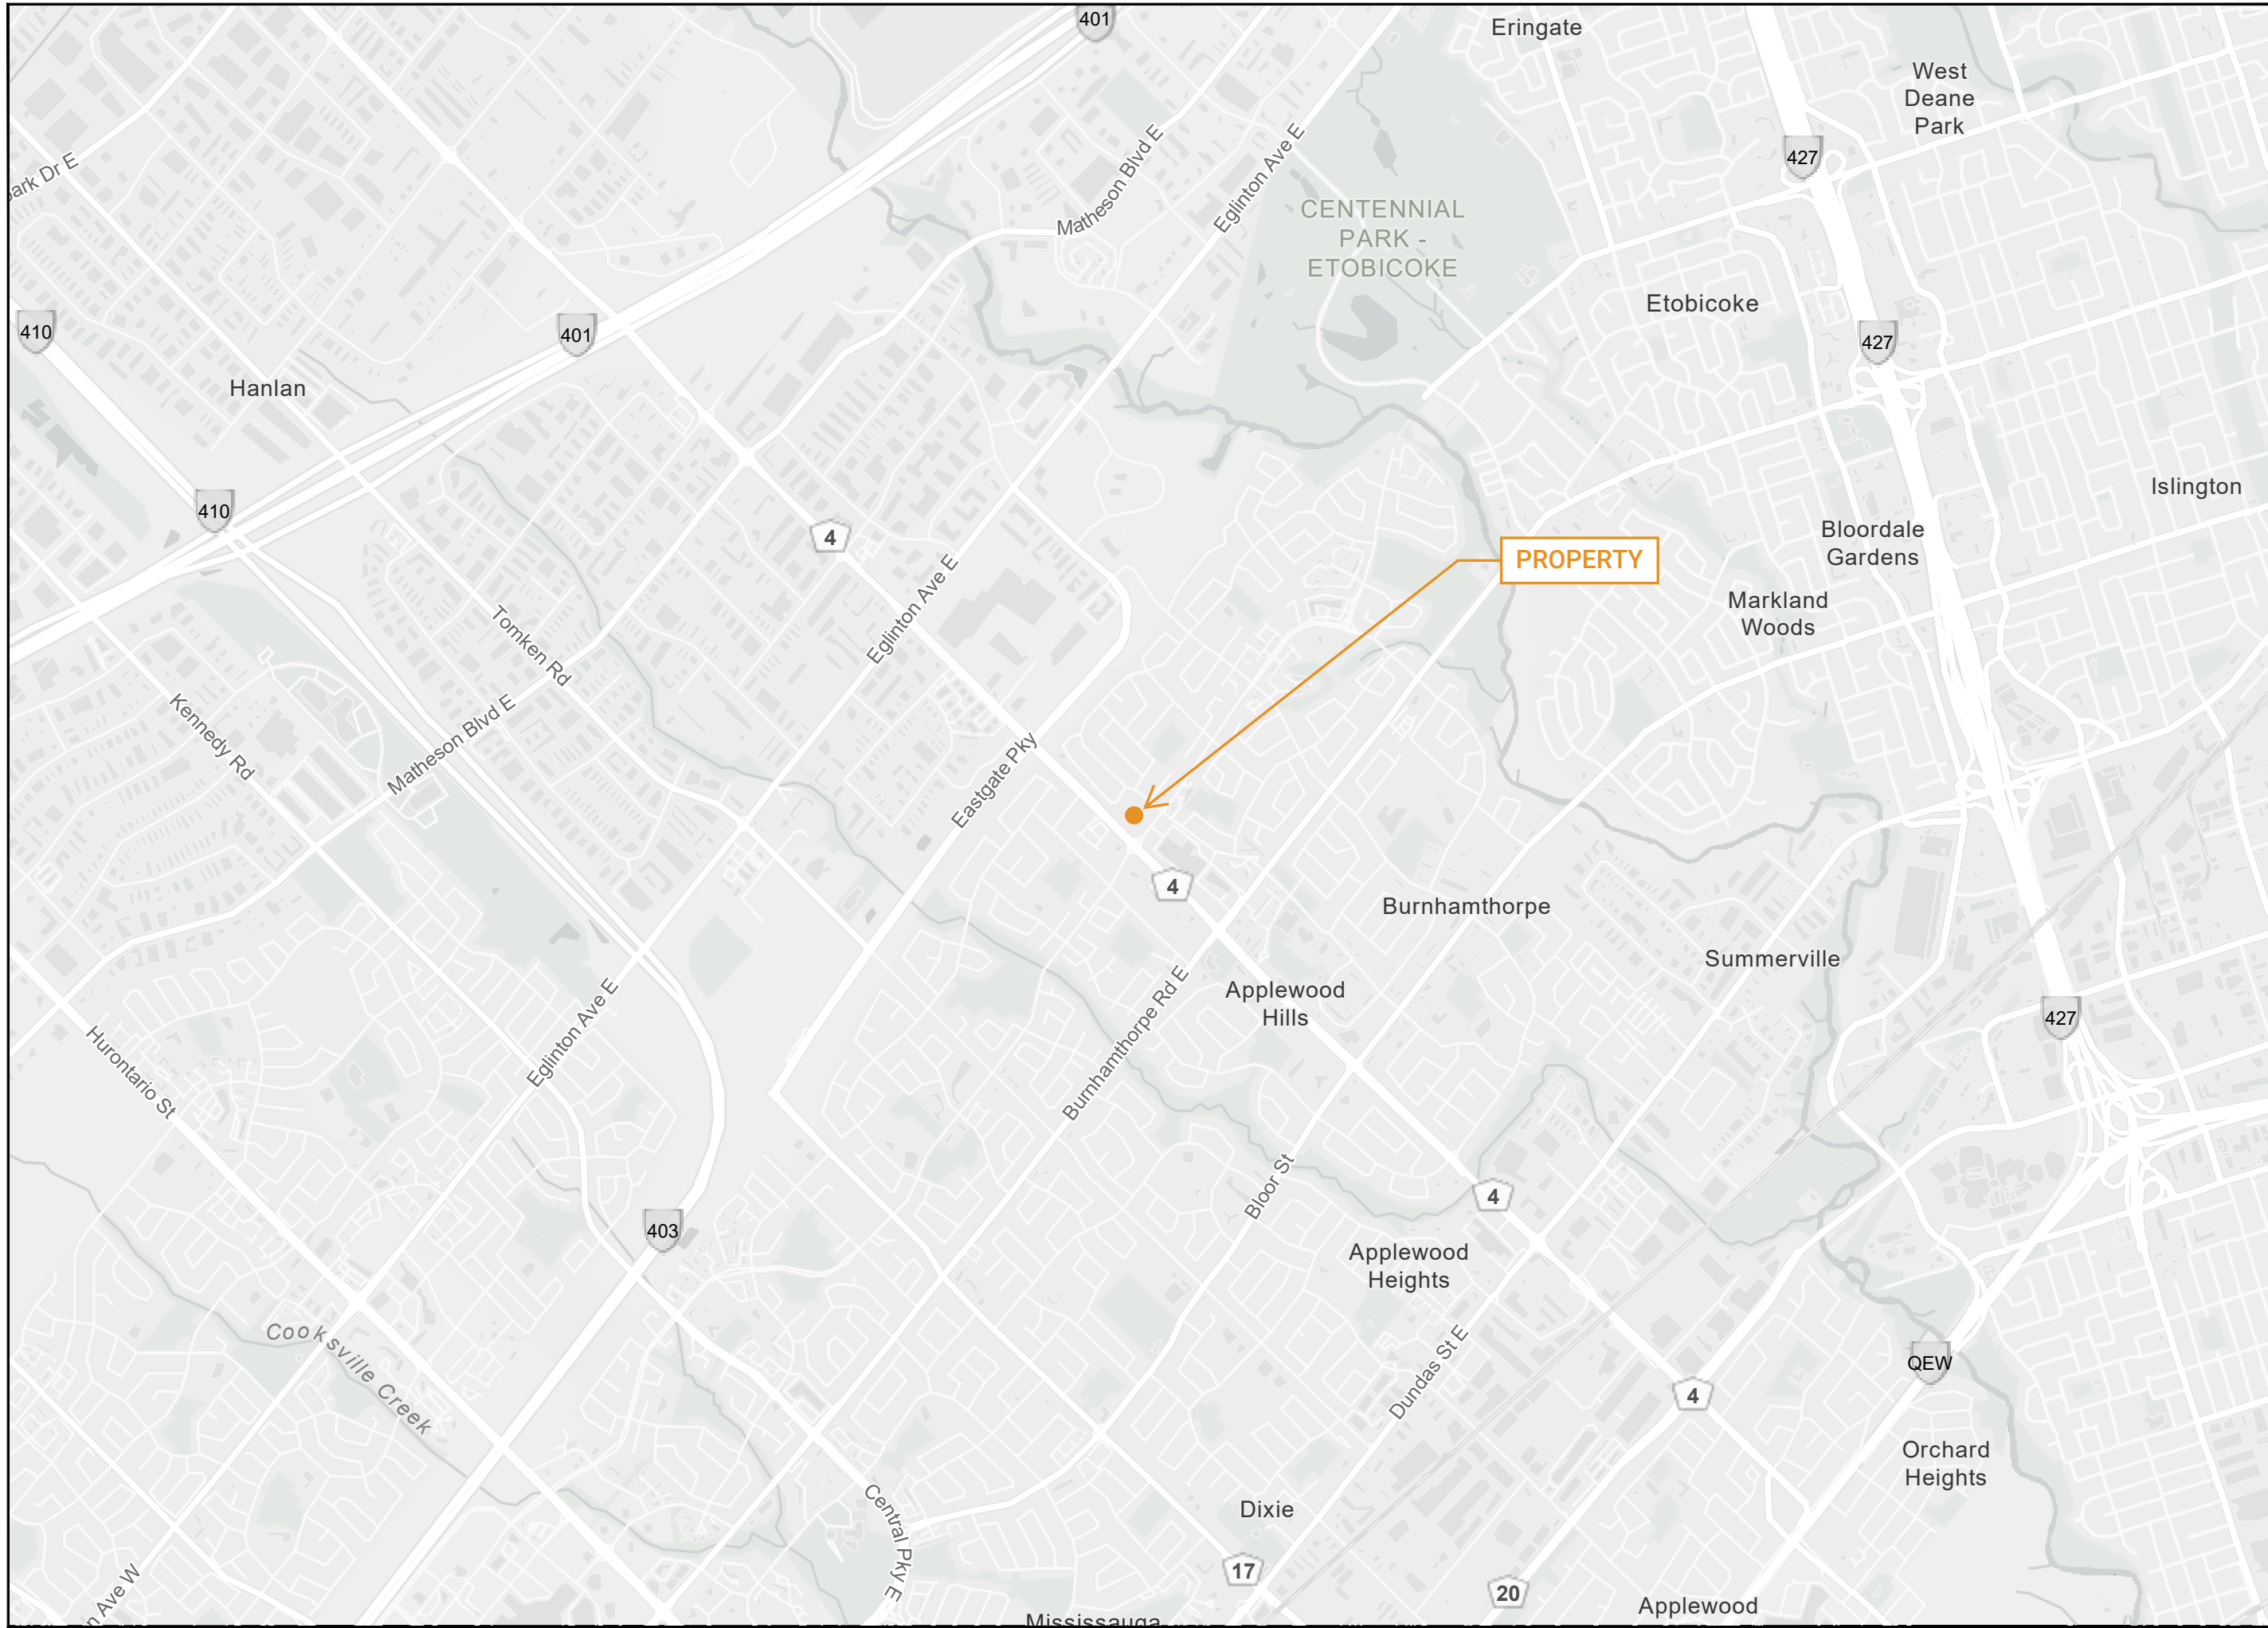 401
Eringate
West
Deane
Park
427
Matheson Blvd E
Eglinton Ave E
park Dr E
CENTENNIAL
PARK -
ETOBICOKE
Etobicoke
410
401
427
Hanlan
Islington
410
4
Bloordale
Gardens
PROPERTY
Markland
Woods
Eglinton Ave E
Tomken Rd
Kennedy Rd
Matheson Blvd E
Eastgate Pky
4
Burnhamthorpe
Summerville
Applewood
Hills
Burnhamthorpe Rd E
427
Eglinton Ave E
Hurontario St
Bloor St
4
403
Applewood
Heights
Cooksville Creek
Dundas St E
QEW
4
Orchard
Heights
Central Pky E
Dixie
17
20
Applewood
n Ave W
Mississauga